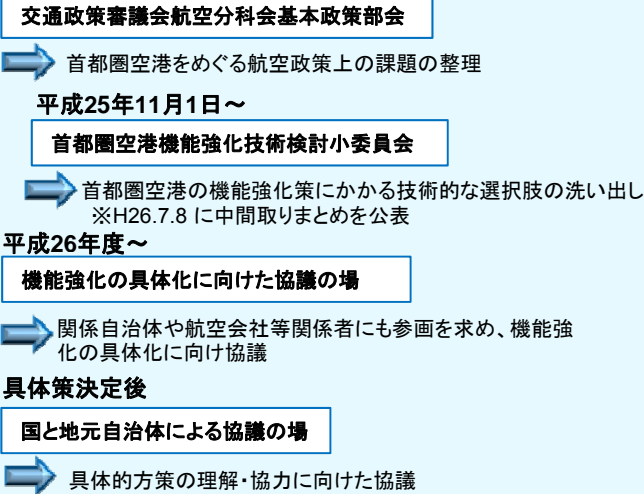 交通政策審議会航空分科会基本政策部会
首都圏空港をめぐる航空政策上の課題の整理
平成25年11月1日～
首都圏空港機能強化技術検討小委員会
首都圏空港の機能強化策にかかる技術的な選択肢の洗い出し
※H26.7.8 に中間取りまとめを公表
平成26年度～
機能強化の具体化に向けた協議の場
関係自治体や航空会社等関係者にも参画を求め、機能強
化の具体化に向け協議
具体策決定後
国と地元自治体による協議の場
具体的方策の理解・協力に向けた協議